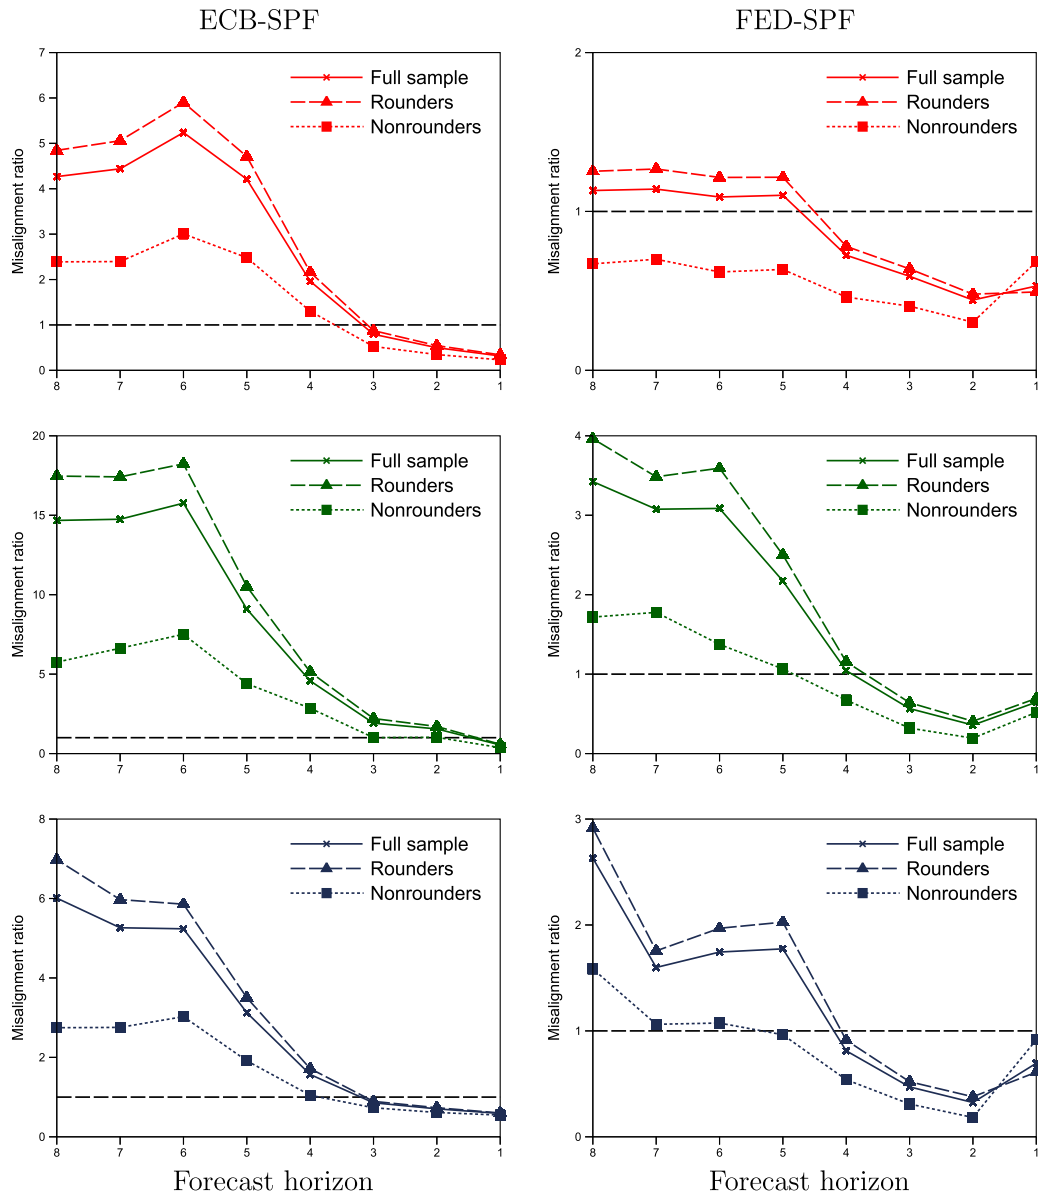 ECB-SPF
FED-SPF
7
6
5
4
3
2
1
0
Misalignment ratio
Full sample
Rounders
Nonrounders
8 7 6 5 4 3 2 1
2
1
0
Misalignment ratio
Full sample
Rounders
Nonrounders
8 7 6 5 4 3 2 1
20
15
10
5
0
Misalignment ratio
Full sample
Rounders
Nonrounders
8 7 6 5 4 3 2 1
4
3
2
1
0
Misalignment ratio
Full sample
Rounders
Nonrounders
8 7 6 5 4 3 2 1
8
6
4
2
0
Misalignment ratio
Full sample
Rounders
Nonrounders
8 7 6 5 4 3 2 1
3
2
1
0
Misalignment ratio
Full sample
Rounders
Nonrounders
8 7 6 5 4 3 2 1
Forecast horizon
Forecast horizon